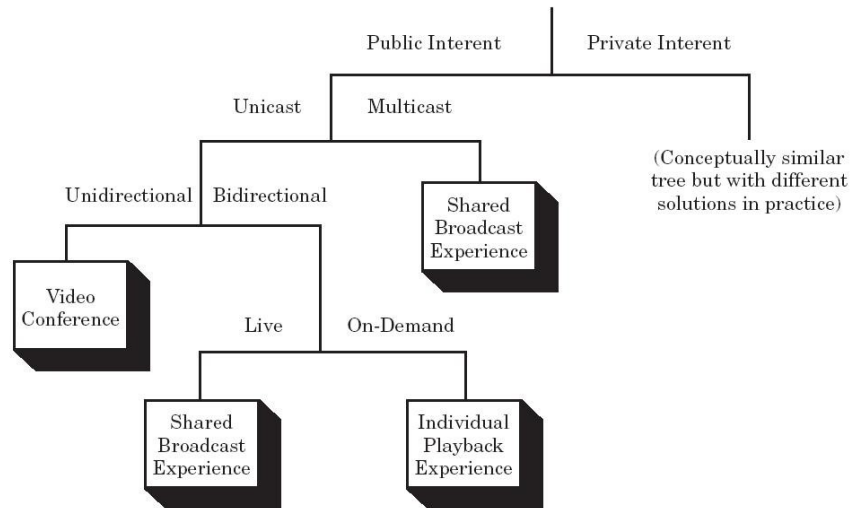 Public Interent
Private Interent
Unicast
Multicast
(Conceptually similar
tree but with different
solutions in practice)
Unidirectional
Bidirectional
Shared
Broadcast
Experience
Video
Conference
Live
On-Demand
Shared
Broadcast
Experience
Individual
Playback
Experience